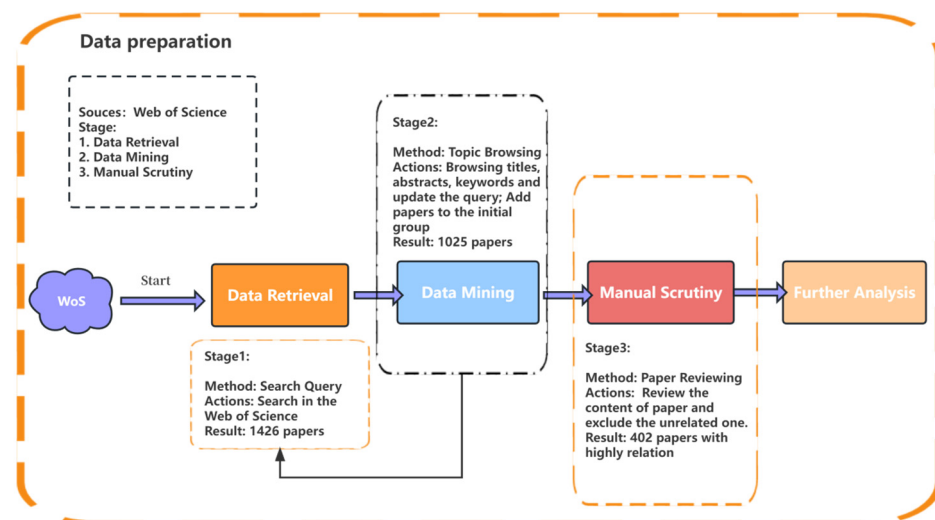 Data preparation
Souces: Web of Science
Stage:
1. Data Retrieval
2. Data Mining
3. Manual Scrutiny
Stage2:
Method: Topic Browsing
Actions: Browsing titles,
abstracts, keywords and
update the query; Add
papers to the initial
group
Result: 1025 papers
WoS
Start
Data Retrieval
Data Mining
Manual Scrutiny
Further Analysis
Stage1:
Method: Search Query
Actions: Search in the
Web of Science
Result: 1426 papers
Stage3:
Method: Paper Reviewing
Actions: Review the
content of paper and
exclude the unrelated one.
Result: 402 papers with
highly relation